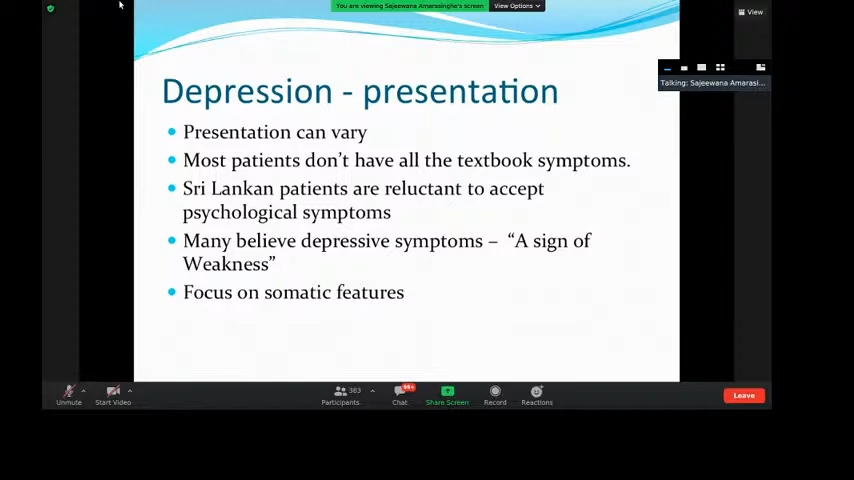 You are viewing Sajeewana Amarasinghe's screen
View Options
View
Depression - presentation
Talking: Sajeewana Amarasi...
• Presentation can vary
• Most patients don't have all the textbook symptoms.
• Sri Lankan patients are reluctant to accept
psychological symptoms
• Many believe depressive symptoms – “A sign of
Weakness”
• Focus on somatic features
383
99+
Unmute
Start Video
Participants
Chat
Share Screen
Record
Reactions
Leave